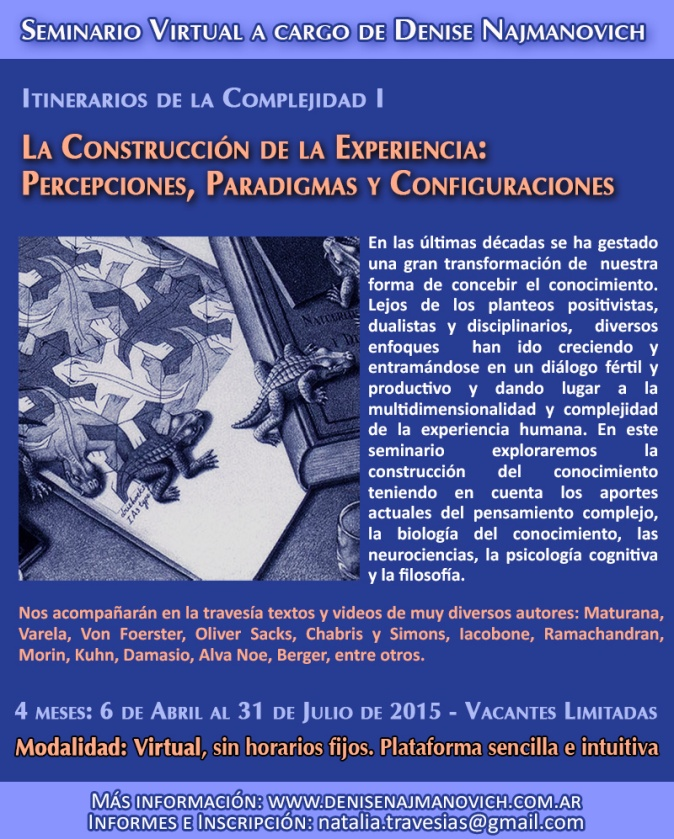 Seminario Virtual a cargo de Denise Najmanovich
Itinerarios de la Complejidad I
La Construcción de la Experiencia:
Percepciones, Paradigmas y Configuraciones
En las últimas décadas se ha gestado
una gran transformación de nuestra
forma de concebir el conocimiento.
Lejos de los planteos positivistas,
dualistas y disciplinarios, diversos
enfoques han ido creciendo y
entramándose en un diálogo fértil y
productivo y dando lugar a la
multidimensionalidad y complejidad
de la experiencia humana. En este
seminario exploraremos la
construcción del conocimiento
teniendo en cuenta los aportes
actuales del pensamiento complejo,
la biología del conocimiento, las
neurociencias, la psicología cognitiva
y la filosofía.
Nos acompañarán en la travesía textos y videos de muy diversos autores: Maturana,
Varela, Von Foerster, Oliver Sacks, Chabris y Simons, Iacobone, Ramachandran,
Morin, Kuhn, Damasio, Alva Noe, Berger, entre otros.
4 meses: 6 de Abril al 31 de Julio de 2015 - Vacantes Limitadas
Modalidad: Virtual, sin horarios fijos. Plataforma sencilla e intuitiva
Más información: www.denisenajmanovich.com.ar
Informes e Inscripción: natalia.travesias@gmail.com